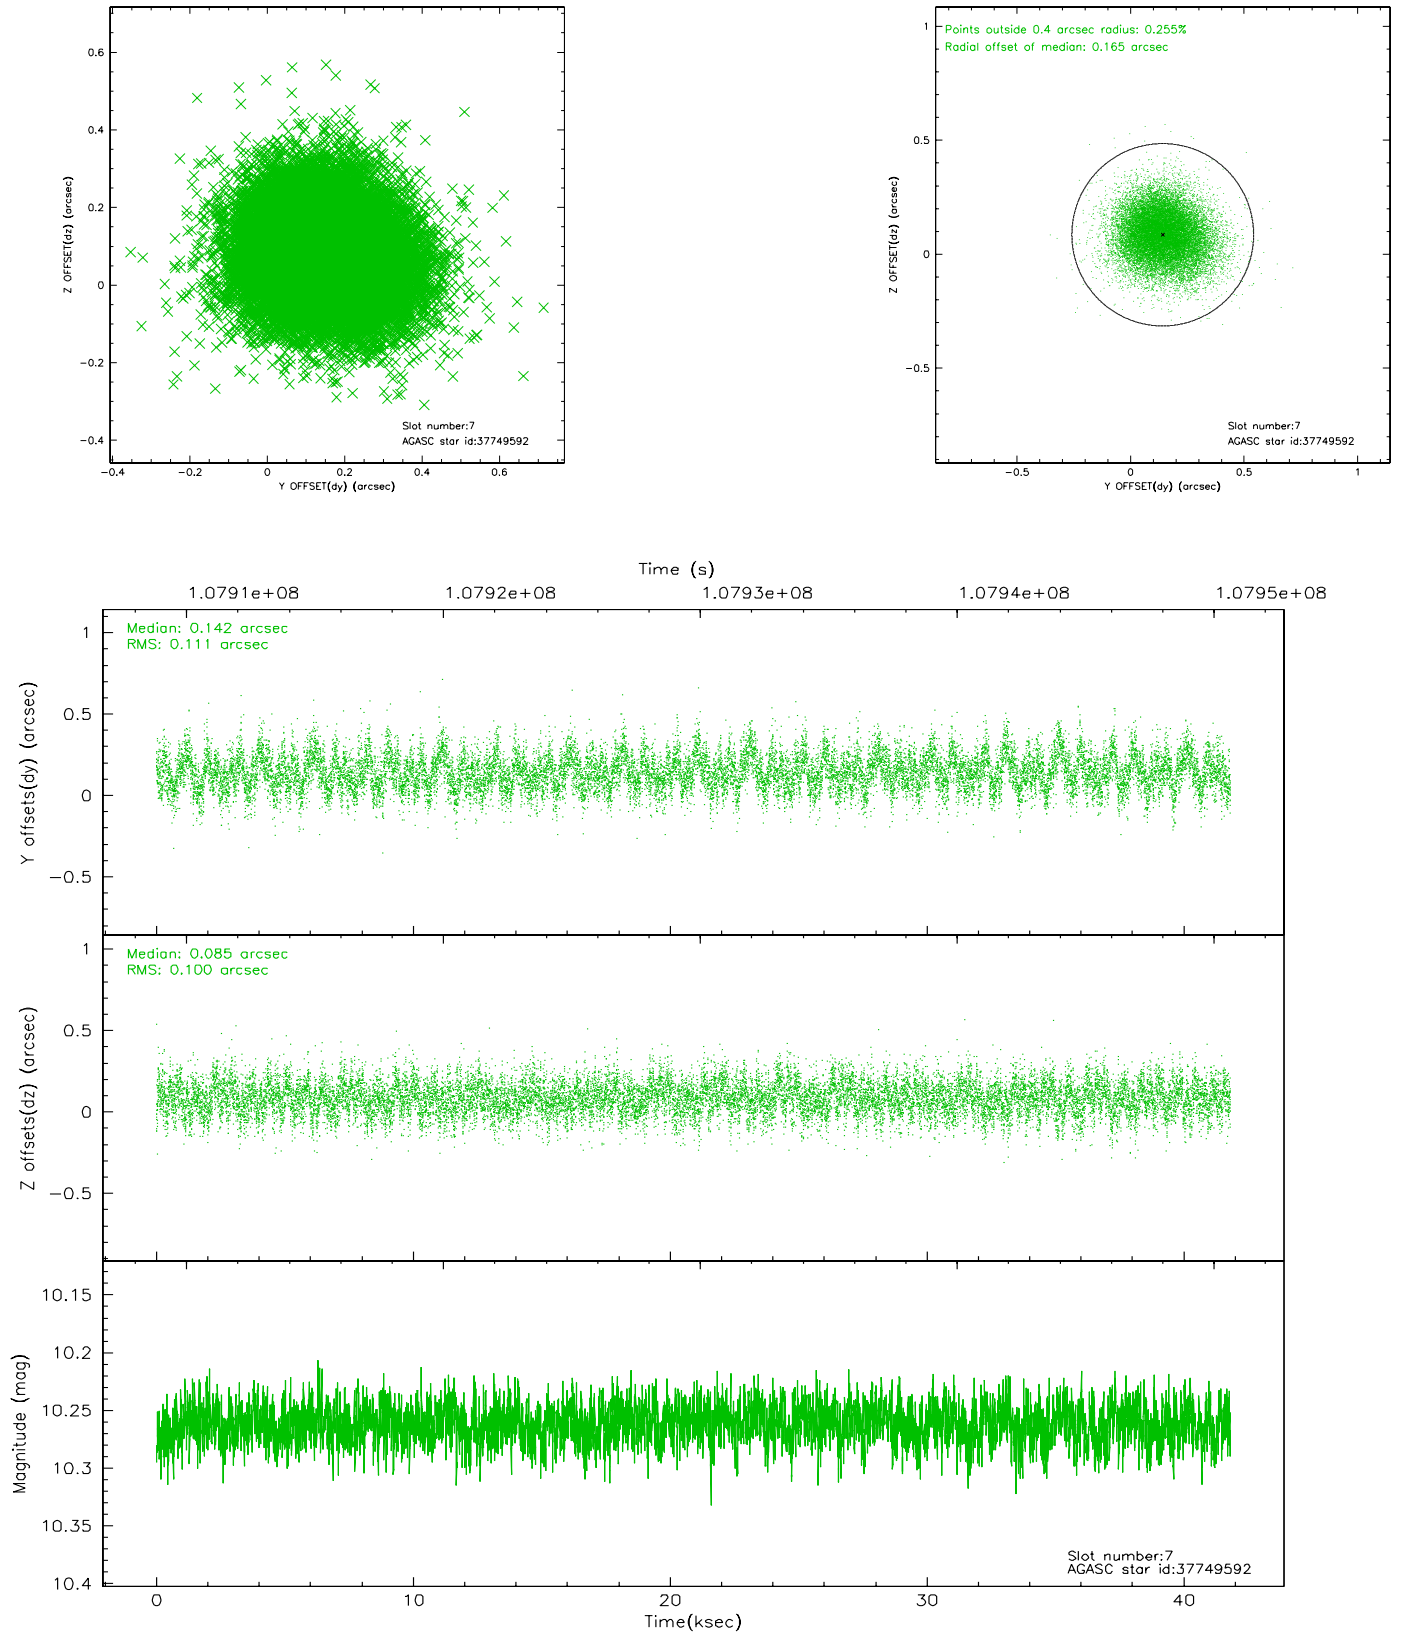 0.6
0.4
0.2
0
−0.2
−0.4
Z OFFSET(dz) (arcsec)
Slot number:7
AGASC star id:37749592
−0.4 −0.2 0 0.2 0.4 0.6
Y OFFSET(dy) (arcsec)
Points outside 0.4 arcsec radius: 0.255%
Radial offset of median: 0.165 arcsec
1
0.5
0
−0.5
Z OFFSET(dz) (arcsec)
Slot number:7
AGASC star id:37749592
−0.5 0 0.5 1
Y OFFSET(dy) (arcsec)
Time (s)
1.0791e+08 1.0792e+08 1.0793e+08 1.0794e+08 1.0795e+08
Median: 0.142 arcsec
RMS: 0.111 arcsec
1
0.5
0
−0.5
Y offsets(dy) (arcsec)
Median: 0.085 arcsec
RMS: 0.100 arcsec
1
0.5
0
−0.5
Z offsets(dz) (arcsec)
10.15
10.2
10.25
10.3
10.35
10.4
Magnitude (mag)
Slot number:7
AGASC star id:37749592
0 10 20 30 40
Time(ksec)